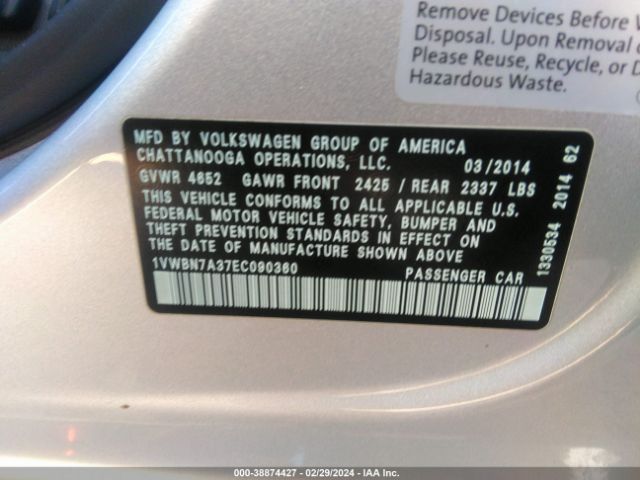 Remove Devices Before V
Disposal. Upon Removal
Please Reuse, Recycle, or D
Hazardous Waste.
MFD BY VOLKSWAGEN GROUP OF AMERICA
CHATTANOOGA OPERATIONS, LLC. 03/2014
GVWR 4652 GAWR FRONT 2425 / REAR 2337 LBS
THIS VEHICLE CONFORMS TO ALL APPLICABLE U.S.
FEDERAL MOTOR VEHICLE SAFETY, BUMPER AND
THEFT PREVENTION STANDARDS IN EFFECT ON
THE DATE OF MANUFACTURE SHOWN ABOVE
1VWBN7A37EC090360 PASSENGER CAR
1330534 2014 62
000-38874427 - 02/29/2024 - IAA Inc.